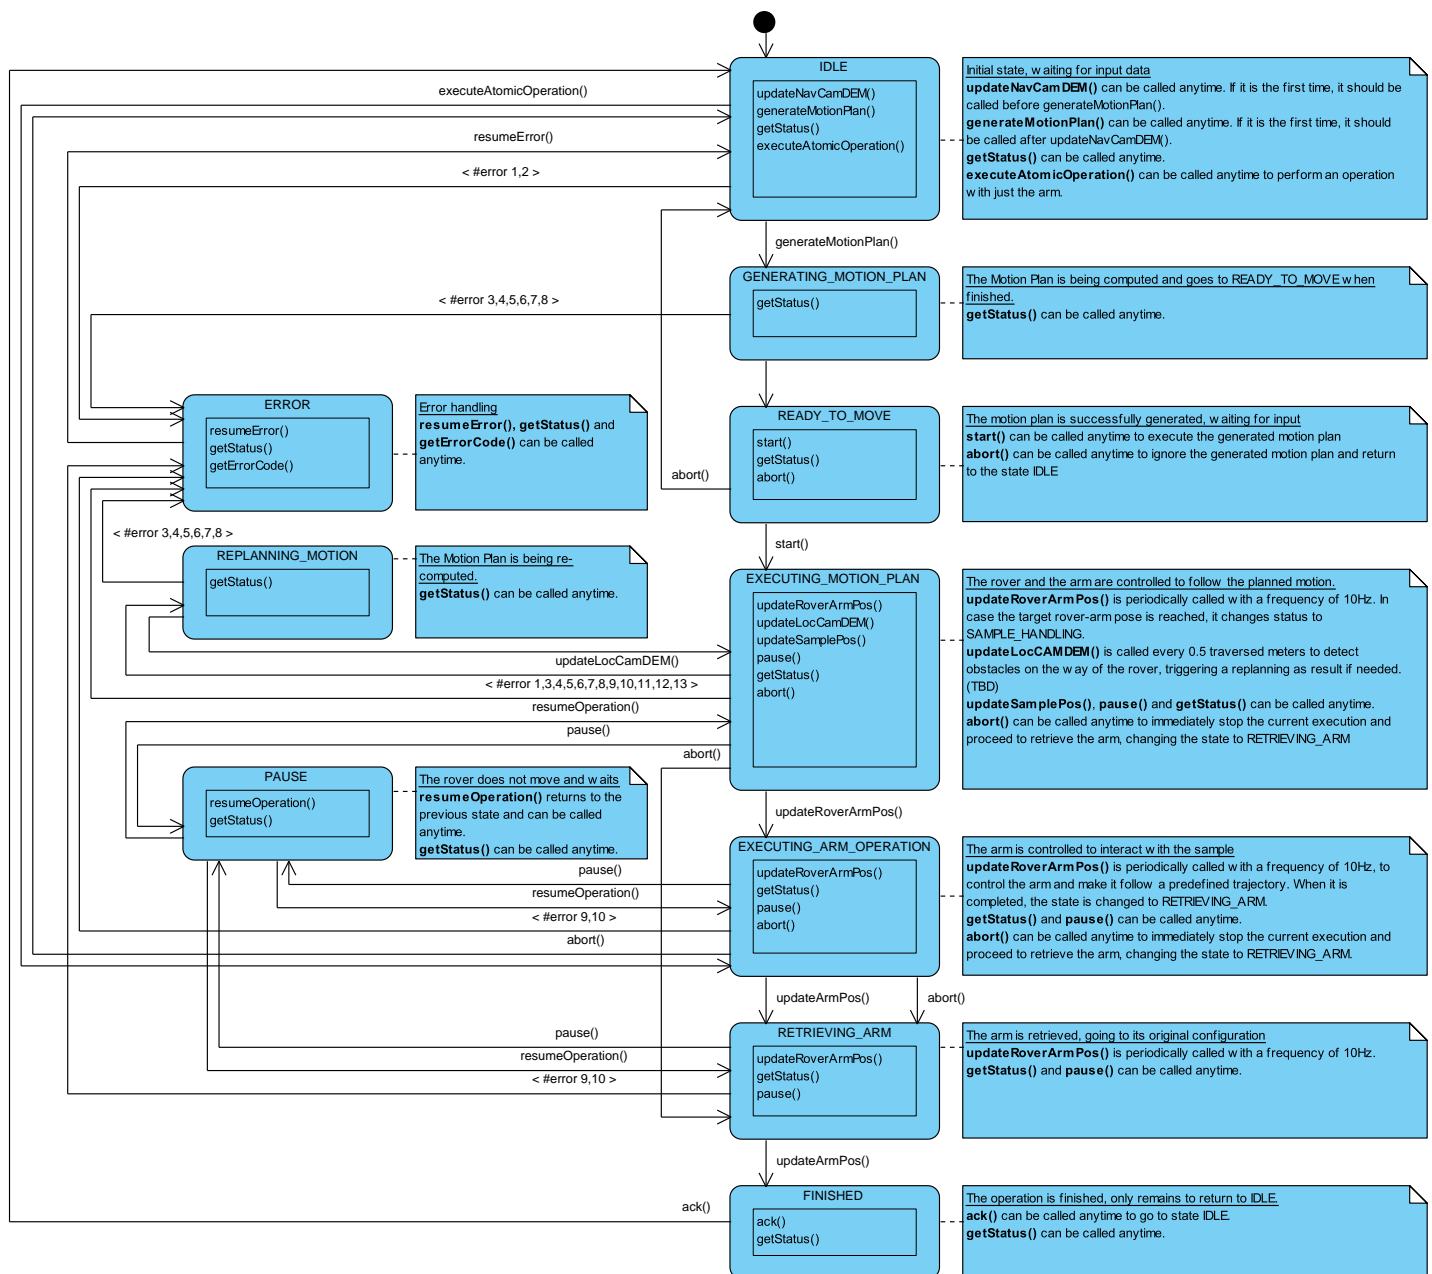 IDLE
updateNavCamDEM()
generateMotionPlan()
getStatus()
executeAtomicOperation()
Initial state, waiting for input data
updateNavCamDEM() can be called anytime. If it is the first time, it should be
called before generateMotionPlan().
generateMotionPlan() can be called anytime. If it is the first time, it should
be called after updateNavCamDEM().
getStatus() can be called anytime.
executeAtomicOperation() can be called anytime to perform an operation
with just the arm.
executeAtomicOperation()
resumeError()
< #error 1,2 >
generateMotionPlan()
GENERATING_MOTION_PLAN
getStatus()
The Motion Plan is being computed and goes to READY_TO_MOVE when
finished.
getStatus() can be called anytime.
< #error 3,4,5,6,7,8 >
ERROR
resumeError()
getStatus()
getErrorCode()
Error handling
resumeError(), getStatus() and
getErrorCode() can be called
anytime.
READY_TO_MOVE
start()
getStatus()
abort()
The motion plan is successfully generated, waiting for input
start() can be called anytime to execute the generated motion plan
abort() can be called anytime to ignore the generated motion plan and return
to the state IDLE
abort()
< #error 3,4,5,6,7,8 >
start()
REPLANNING_MOTION
getStatus()
The Motion Plan is being re-
computed.
getStatus() can be called anytime.
EXECUTING_MOTION_PLAN
updateRoverArmPos()
updateLocCamDEM()
updateSamplePos()
pause()
getStatus()
abort()
The rover and the arm are controlled to follow the planned motion.
updateRoverArmPos() is periodically called with a frequency of 10Hz. In
case the target rover-arm pose is reached, it changes status to
SAMPLE_HANDLING.
updateLocCAMDEM() is called every 0.5 traversed meters to detect
obstacles on the way of the rover, triggering a replanning as result if needed.
(TBD)
updateSamplePos(), pause() and getStatus() can be called anytime.
abort() can be called anytime to immediately stop the current execution and
proceed to retrieve the arm, changing the state to RETRIEVING_ARM
updateLocCamDEM()
< #error 1,3,4,5,6,7,8,9,10,11,12,13 >
resumeOperation()
pause()
abort()
PAUSE
resumeOperation()
getStatus()
The rover does not move and waits
resumeOperation() returns to the
previous state and can be called
anytime.
getStatus() can be called anytime.
updateRoverArmPos()
EXECUTING_ARM_OPERATION
updateRoverArmPos()
getStatus()
pause()
abort()
The arm is controlled to interact with the sample
updateRoverArmPos() is periodically called with a frequency of 10Hz, to
control the arm and make it follow a predefined trajectory. When it is
completed, the state is changed to RETRIEVING_ARM.
getStatus() and pause() can be called anytime.
abort() can be called anytime to immediately stop the current execution and
proceed to retrieve the arm, changing the state to RETRIEVING_ARM.
pause()
resumeOperation()
< #error 9,10 >
abort()
updateArmPos()
abort()
RETRIEVING_ARM
updateRoverArmPos()
getStatus()
pause()
The arm is retrieved, going to its original configuration
updateRoverArmPos() is periodically called with a frequency of 10Hz.
getStatus() and pause() can be called anytime.
pause()
resumeOperation()
< #error 9,10 >
updateArmPos()
FINISHED
ack()
getStatus()
The operation is finished, only remains to return to IDLE.
ack() can be called anytime to go to state IDLE.
getStatus() can be called anytime.
ack()